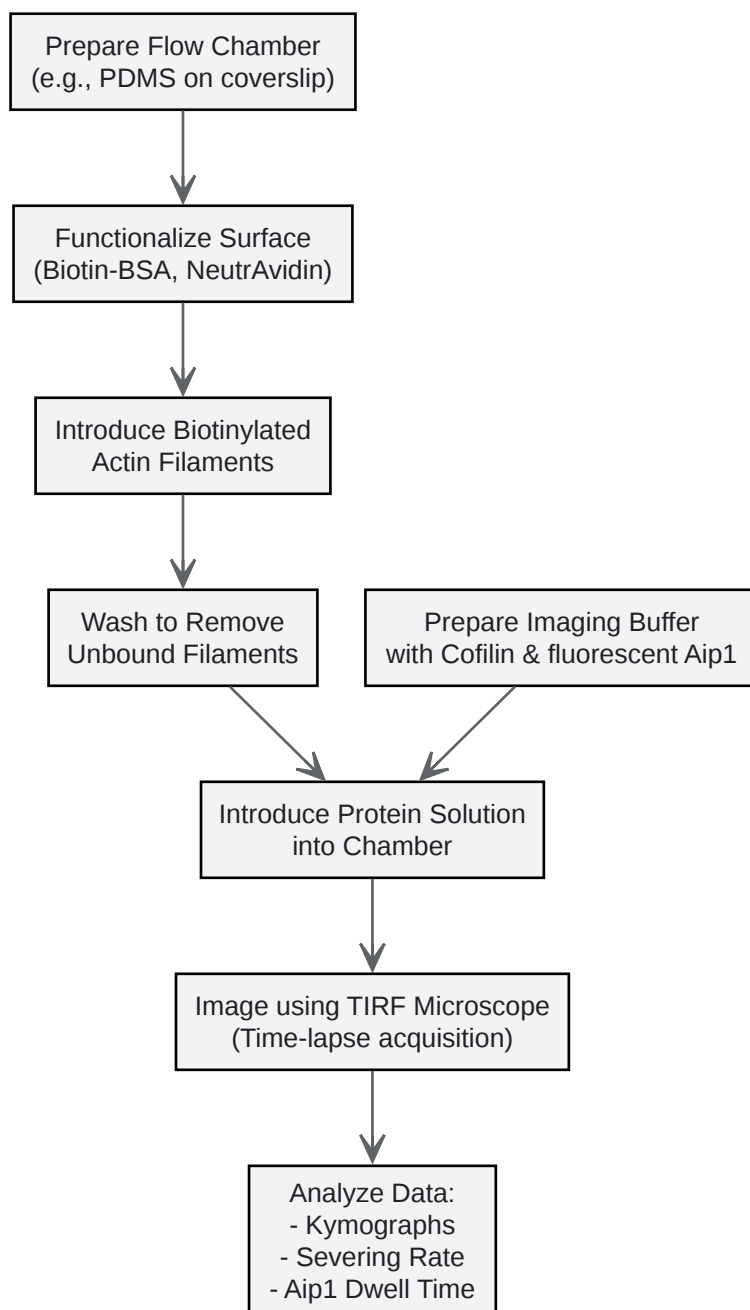 Prepare Flow Chamber
(e.g., PDMS on coverslip)
Functionalize Surface
(Biotin-BSA, NeutrAvidin)
Introduce Biotinylated
Actin Filaments
Wash to Remove
Unbound Filaments
Prepare Imaging Buffer
with Cofilin & fluorescent Aip1
Introduce Protein Solution
into Chamber
Image using TIRF Microscope
(Time-lapse acquisition)
Analyze Data:
- Kymographs
- Severing Rate
- Aip1 Dwell Time